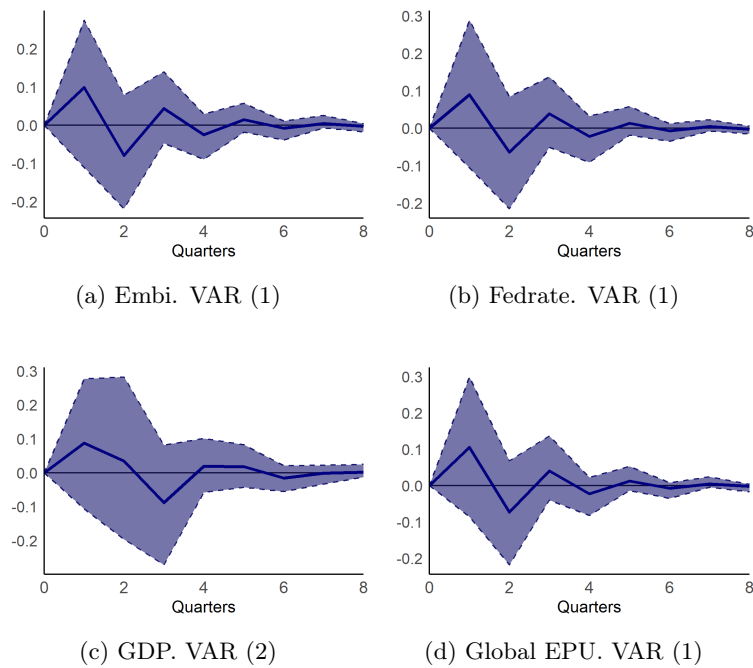 0.2
0.1
0.0
-0.1
-0.2
0 2 4 6 8
Quarters
(a) Embi. VAR (1)
0.3
0.2
0.1
0.0
-0.1
-0.2
0 2 4 6 8
Quarters
(b) Fedrate. VAR (1)
0.3
0.2
0.1
0.0
-0.1
-0.2
0 2 4 6 8
Quarters
(c) GDP. VAR (2)
0.3
0.2
0.1
0.0
-0.1
-0.2
0 2 4 6 8
Quarters
(d) Global EPU. VAR (1)